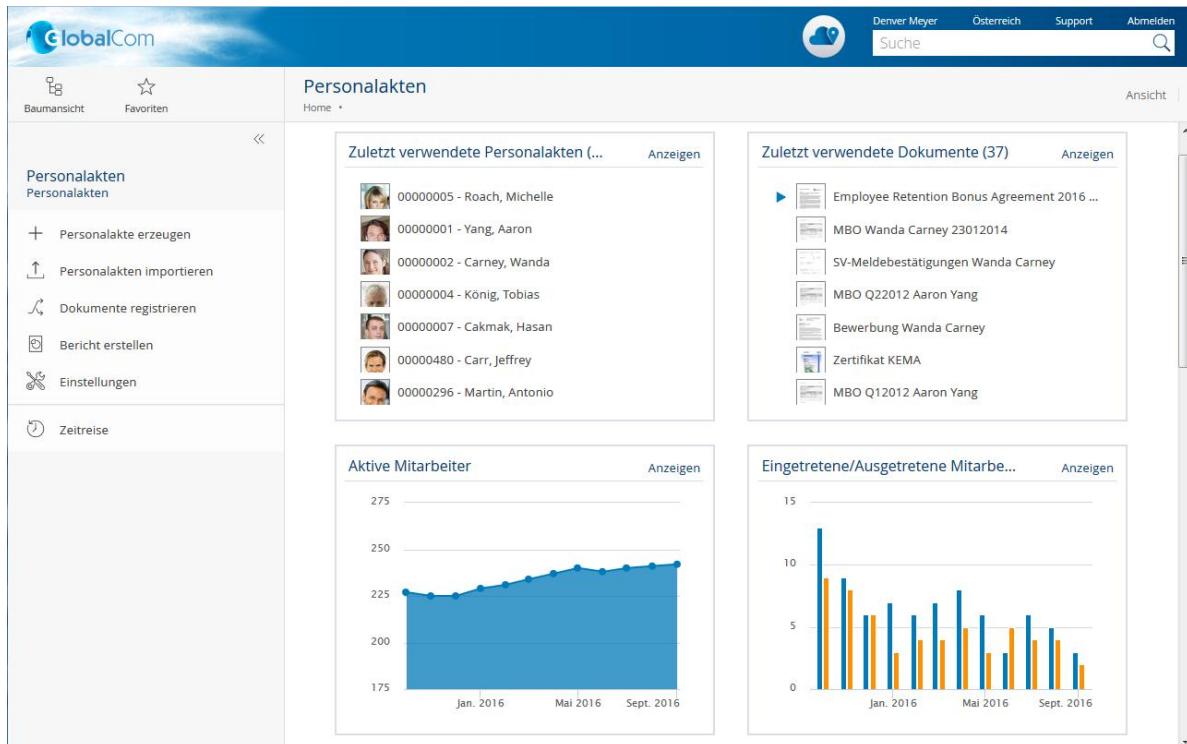 GlobalCom
Denver Meyer Österreich Support Abmelden
Suche
Baumansicht Favoriten
Personalakten
Home •
Ansicht
Personalakten
Personalakten
Personalakte erzeugen
Personalakten importieren
Dokumente registrieren
Bericht erstellen
Einstellungen
Zeitreise
Zuletzt verwendete Personalakten (... Anzeigen
00000005 - Roach, Michelle
00000001 - Yang, Aaron
00000002 - Carney, Wanda
00000004 - König, Tobias
00000007 - Cakmak, Hasan
00000480 - Carr, Jeffrey
00000296 - Martin, Antonio
Zuletzt verwendete Dokumente (37) Anzeigen
Employee Retention Bonus Agreement 2016 ...
MBO Wanda Carney 23012014
SV-Meldebestätigungen Wanda Carney
MBO Q22012 Aaron Yang
Bewerbung Wanda Carney
Zertifikat KEMA
MBO Q12012 Aaron Yang
Aktive Mitarbeiter Anzeigen
275
250
225
200
175
Jan. 2016 Mai 2016 Sept. 2016
Eingetretene/Ausgetretene Mitarbe... Anzeigen
15
10
5
0
Jan. 2016 Mai 2016 Sept. 2016